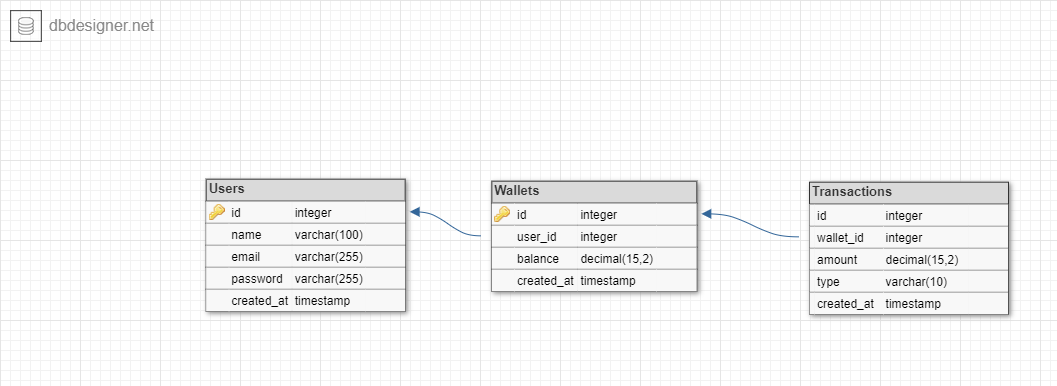 dbdesigner.net
Users
id integer
name varchar(100)
email varchar(255)
password varchar(255)
created_at timestamp
Wallets
id integer
user_id integer
balance decimal(15,2)
created_at timestamp
Transactions
id integer
wallet_id integer
amount decimal(15,2)
type varchar(10)
created_at timestamp